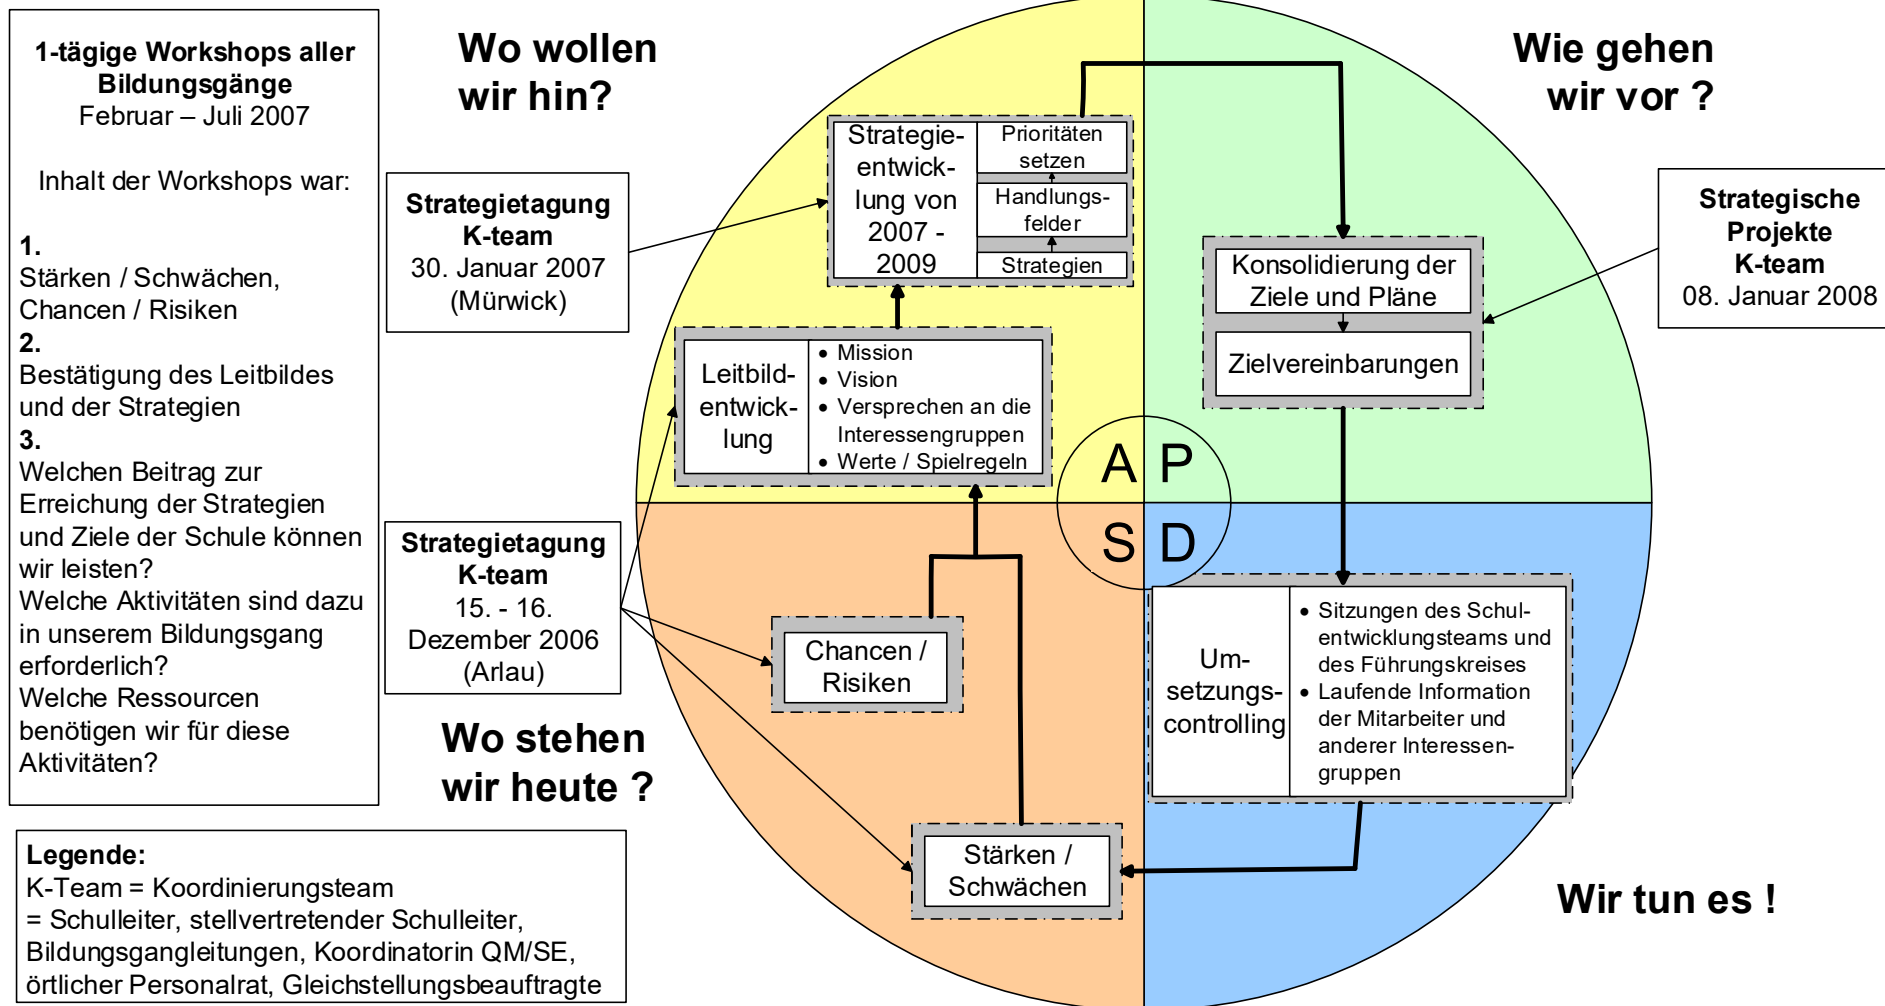 1-tägige Workshops aller
Bildungsgänge
Februar – Juli 2007
Inhalt der Workshops war:
1.
Stärken / Schwächen,
Chancen / Risiken
2.
Bestätigung des Leitbildes
und der Strategien
3.
Welchen Beitrag zur
Erreichung der Strategien
und Ziele der Schule können
wir leisten?
Welche Aktivitäten sind dazu
in unserem Bildungsgang
erforderlich?
Welche Ressourcen
benötigen wir für diese
Aktivitäten?
Wo wollen
wir hin?
Strategietagung
K-team
30. Januar 2007
(Mürwick)
Strategie-
entwick-
lung von
2007 -
2009
Prioritäten
setzen
Handlungs-
felder
Strategien
Leitbild-
entwick-
lung
• Mission
• Vision
• Versprechen an die
Interessengruppen
• Werte / Spielregeln
Wie gehen
wir vor ?
Strategische
Projekte
K-team
08. Januar 2008
Konsolidierung der
Ziele und Pläne
Zielvereinbarungen
A P
S D
Strategietagung
K-team
15. - 16.
Dezember 2006
(Arlau)
Chancen /
Risiken
Wo stehen
wir heute ?
Stärken /
Schwächen
Um-
setzungs-
controlling
• Sitzungen des Schul-
entwicklungsteams und
des Führungskreises
• Laufende Information
der Mitarbeiter und
anderer Interessen-
gruppen
Wir tun es !
Legende:
K-Team = Koordinierungsteam
= Schulleiter, stellvertretender Schulleiter,
Bildungsgangleitungen, Koordinatorin QM/SE,
örtlicher Personalrat, Gleichstellungsbeauftragte